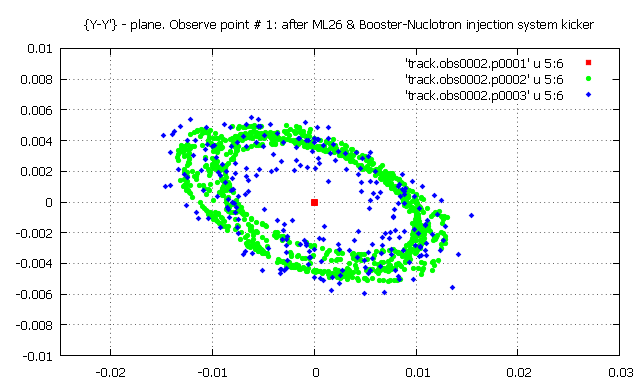 {Y-Y'} - plane. Observe point # 1: after ML26 & Booster-Nuclotron injection system kicker
0.01
0.008
0.006
0.004
0.002
0
-0.002
-0.004
-0.006
-0.008
-0.01
'track.obs0002.p0001' u 5:6
'track.obs0002.p0002' u 5:6
'track.obs0002.p0003' u 5:6
-0.02 -0.01 0 0.01 0.02 0.03